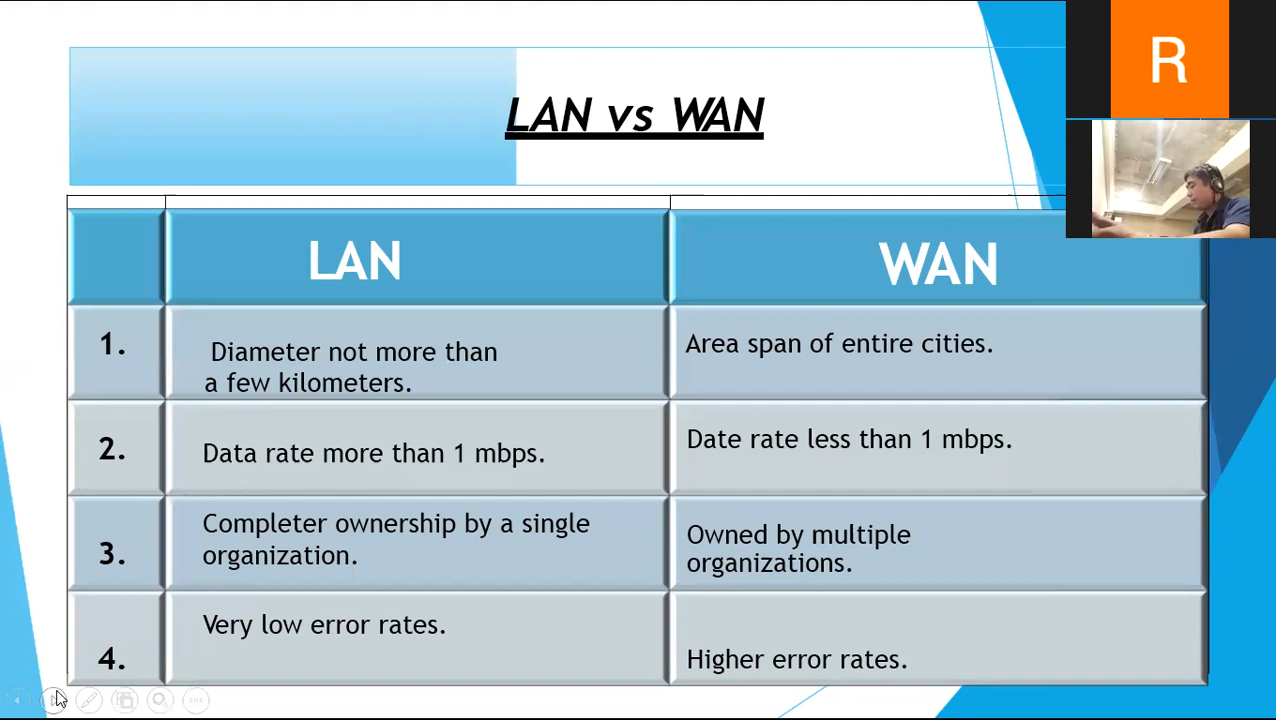 R
LAN vs WAN
LAN
WAN
1.
Diameter not more than
a few kilometers.
Area span of entire cities.
2.
Data rate more than 1 mbps.
Date rate less than 1 mbps.
3.
Completer ownership by a single
organization.
Owned by multiple
organizations.
4.
Very low error rates.
Higher error rates.